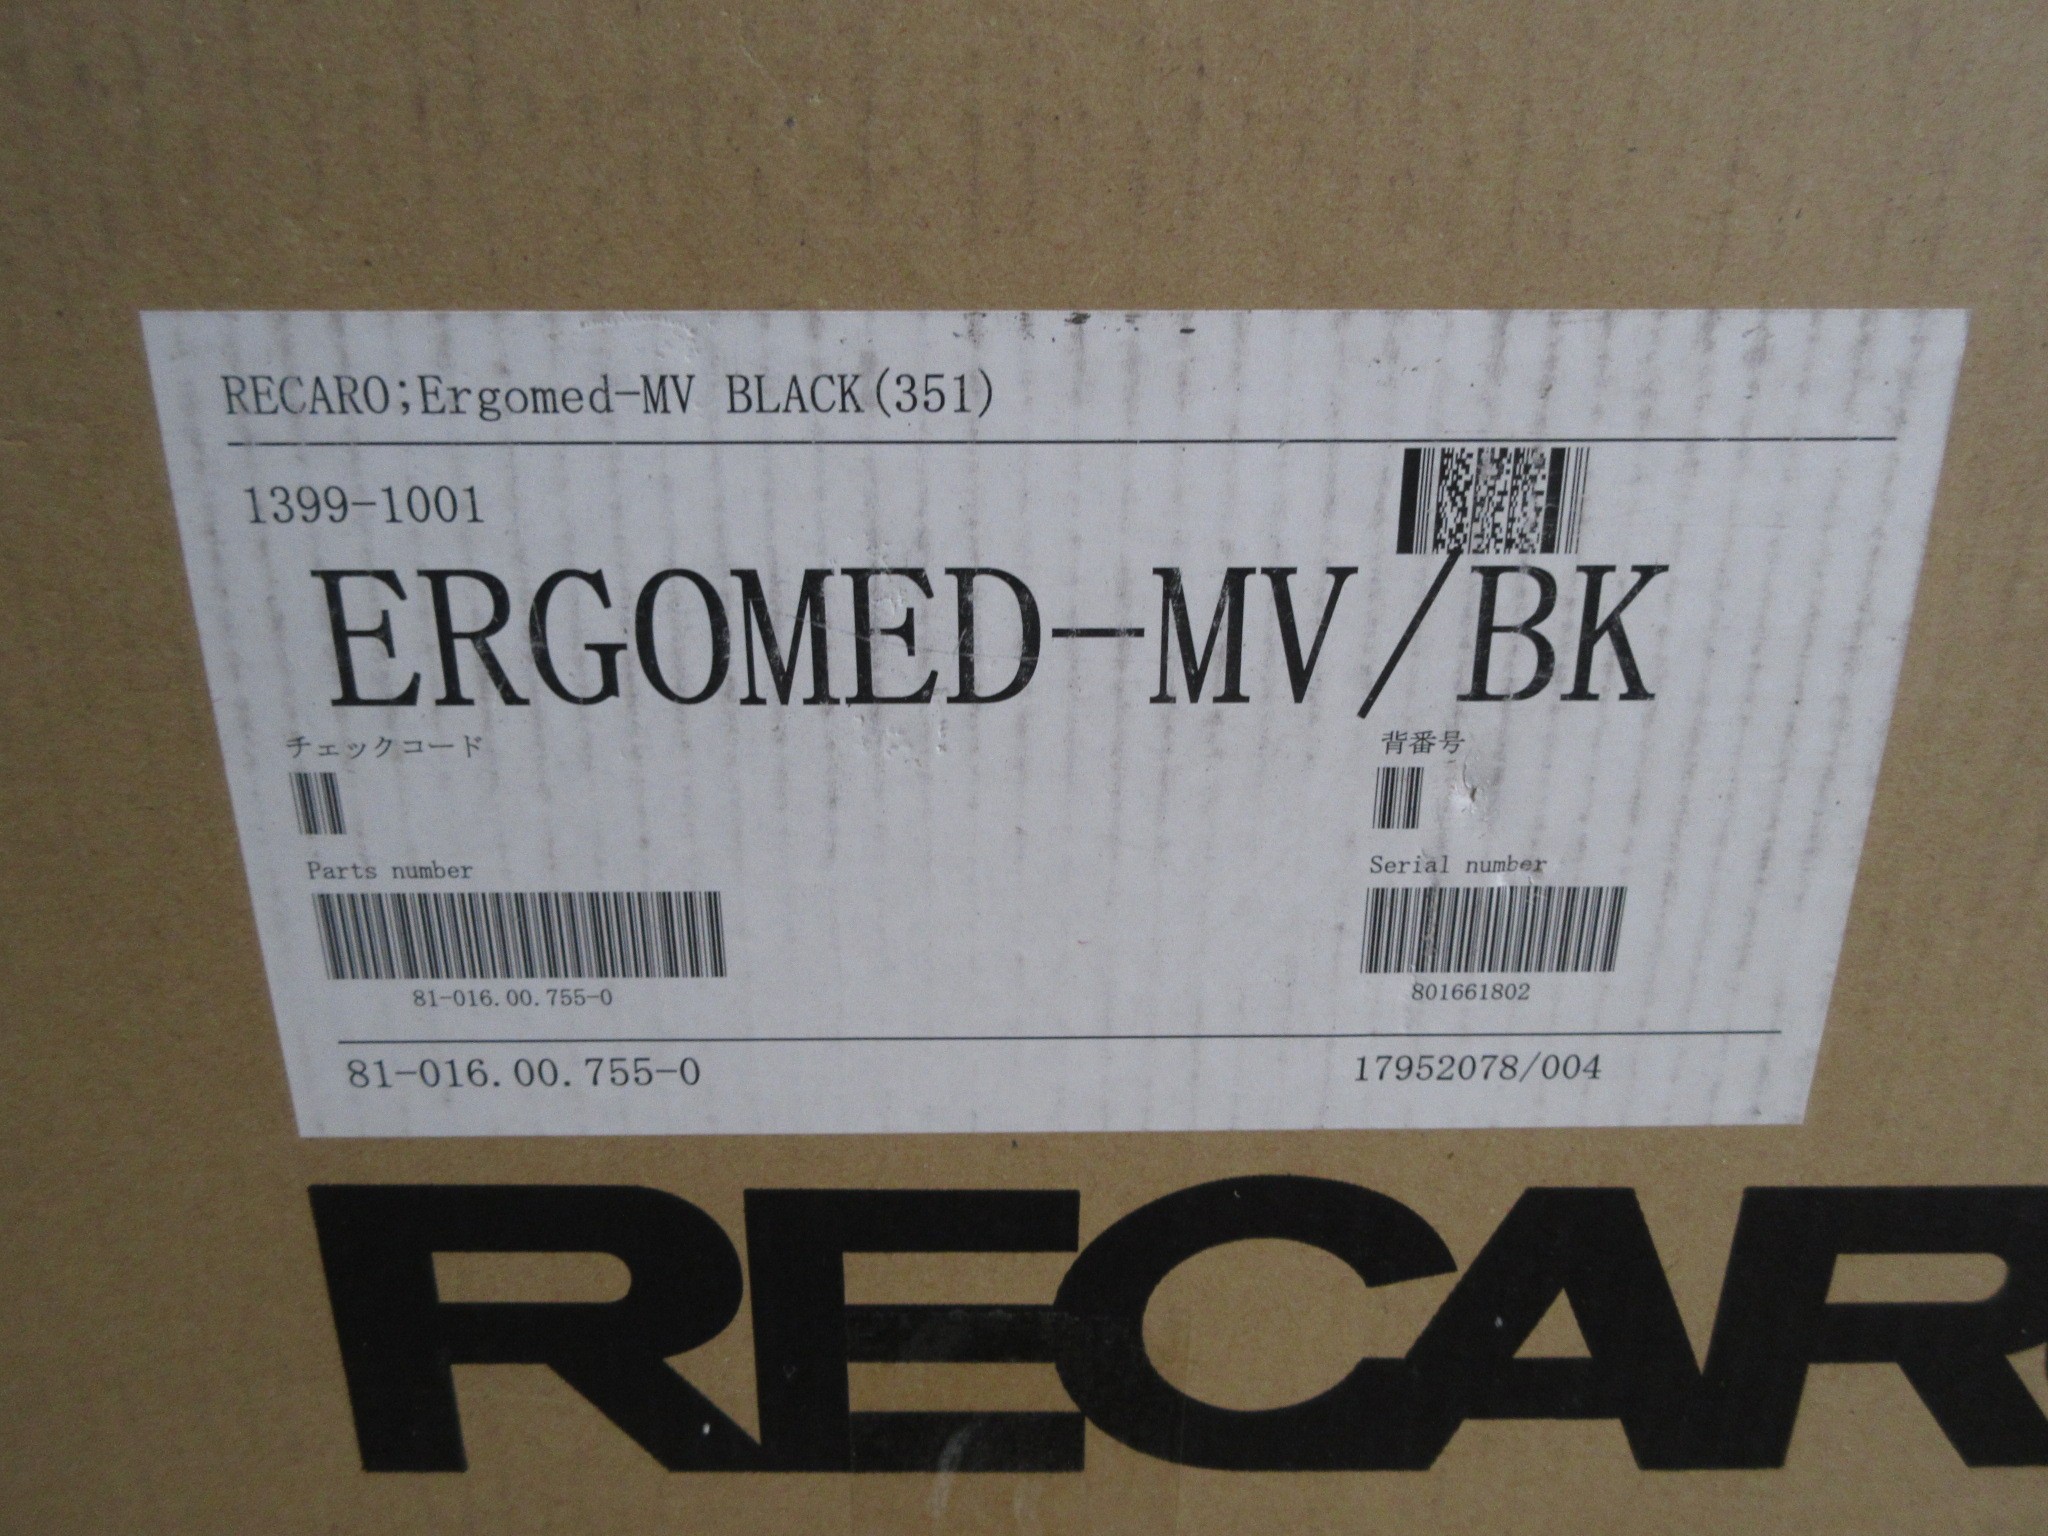 RECARO;Ergomed-MV BLACK(351)
1399-1001
ERGOMED-MV/BK
チェックコード
背番号
Parts number
Serial number
81-016.00.755-0
801661802
81-016.00.755-0
17952078/004
RECARO